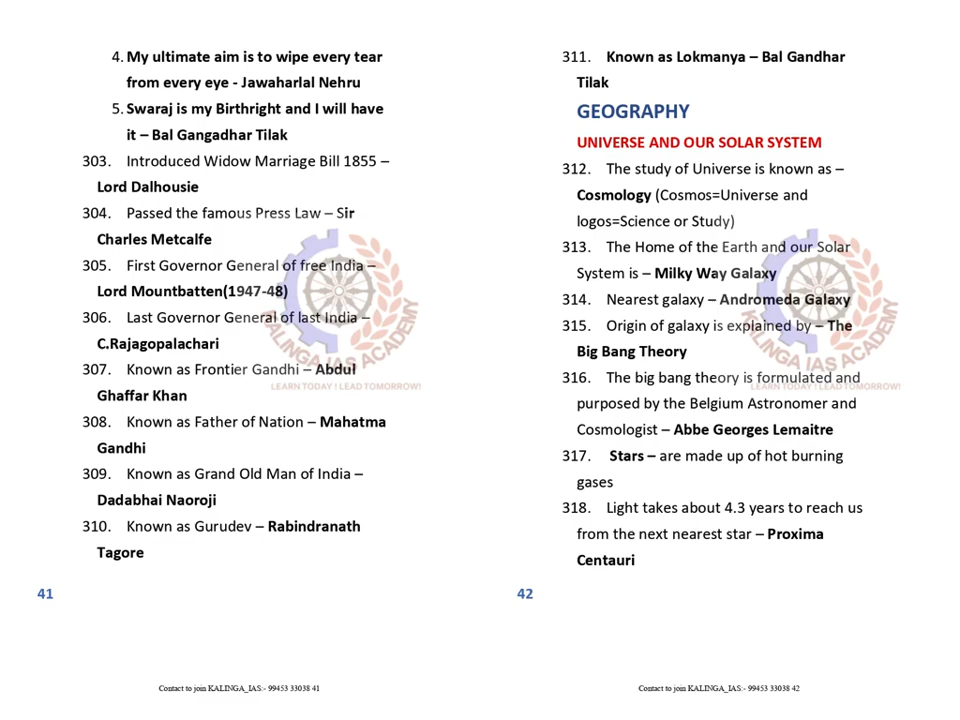 4. My ultimate aim is to wipe every tear
from every eye - Jawaharlal Nehru
5. Swaraj is my Birthright and I will have
it – Bal Gangadhar Tilak
303. Introduced Widow Marriage Bill 1855 –
Lord Dalhousie
304. Passed the famous Press Law – Sir
Charles Metcalfe
305. First Governor General of free India –
Lord Mountbatten(1947-48)
306. Last Governor General of last India –
C.Rajagopalachari
307. Known as Frontier Gandhi – Abdul
Ghaffar Khan
308. Known as Father of Nation – Mahatma
Gandhi
309. Known as Grand Old Man of India –
Dadabhai Naoroji
310. Known as Gurudev – Rabindranath
Tagore
KALINGA IAS ACADEMY
LEARN TODAY ! LEAD TOMORROW!
41
Contact to join KALINGA_IAS:- 99453 33038 41
311. Known as Lokmanya – Bal Gandhar
Tilak
GEOGRAPHY
UNIVERSE AND OUR SOLAR SYSTEM
312. The study of Universe is known as –
Cosmology (Cosmos=Universe and
logos=Science or Study)
313. The Home of the Earth and our Solar
System is – Milky Way Galaxy
314. Nearest galaxy – Andromeda Galaxy
315. Origin of galaxy is explained by – The
Big Bang Theory
316. The big bang theory is formulated and
purposed by the Belgium Astronomer and
Cosmologist – Abbe Georges Lemaitre
317. Stars – are made up of hot burning
gases
318. Light takes about 4.3 years to reach us
from the next nearest star – Proxima
Centauri
KALINGA IAS ACADEMY
LEARN TODAY ! LEAD TOMORROW!
42
Contact to join KALINGA_IAS:- 99453 33038 42